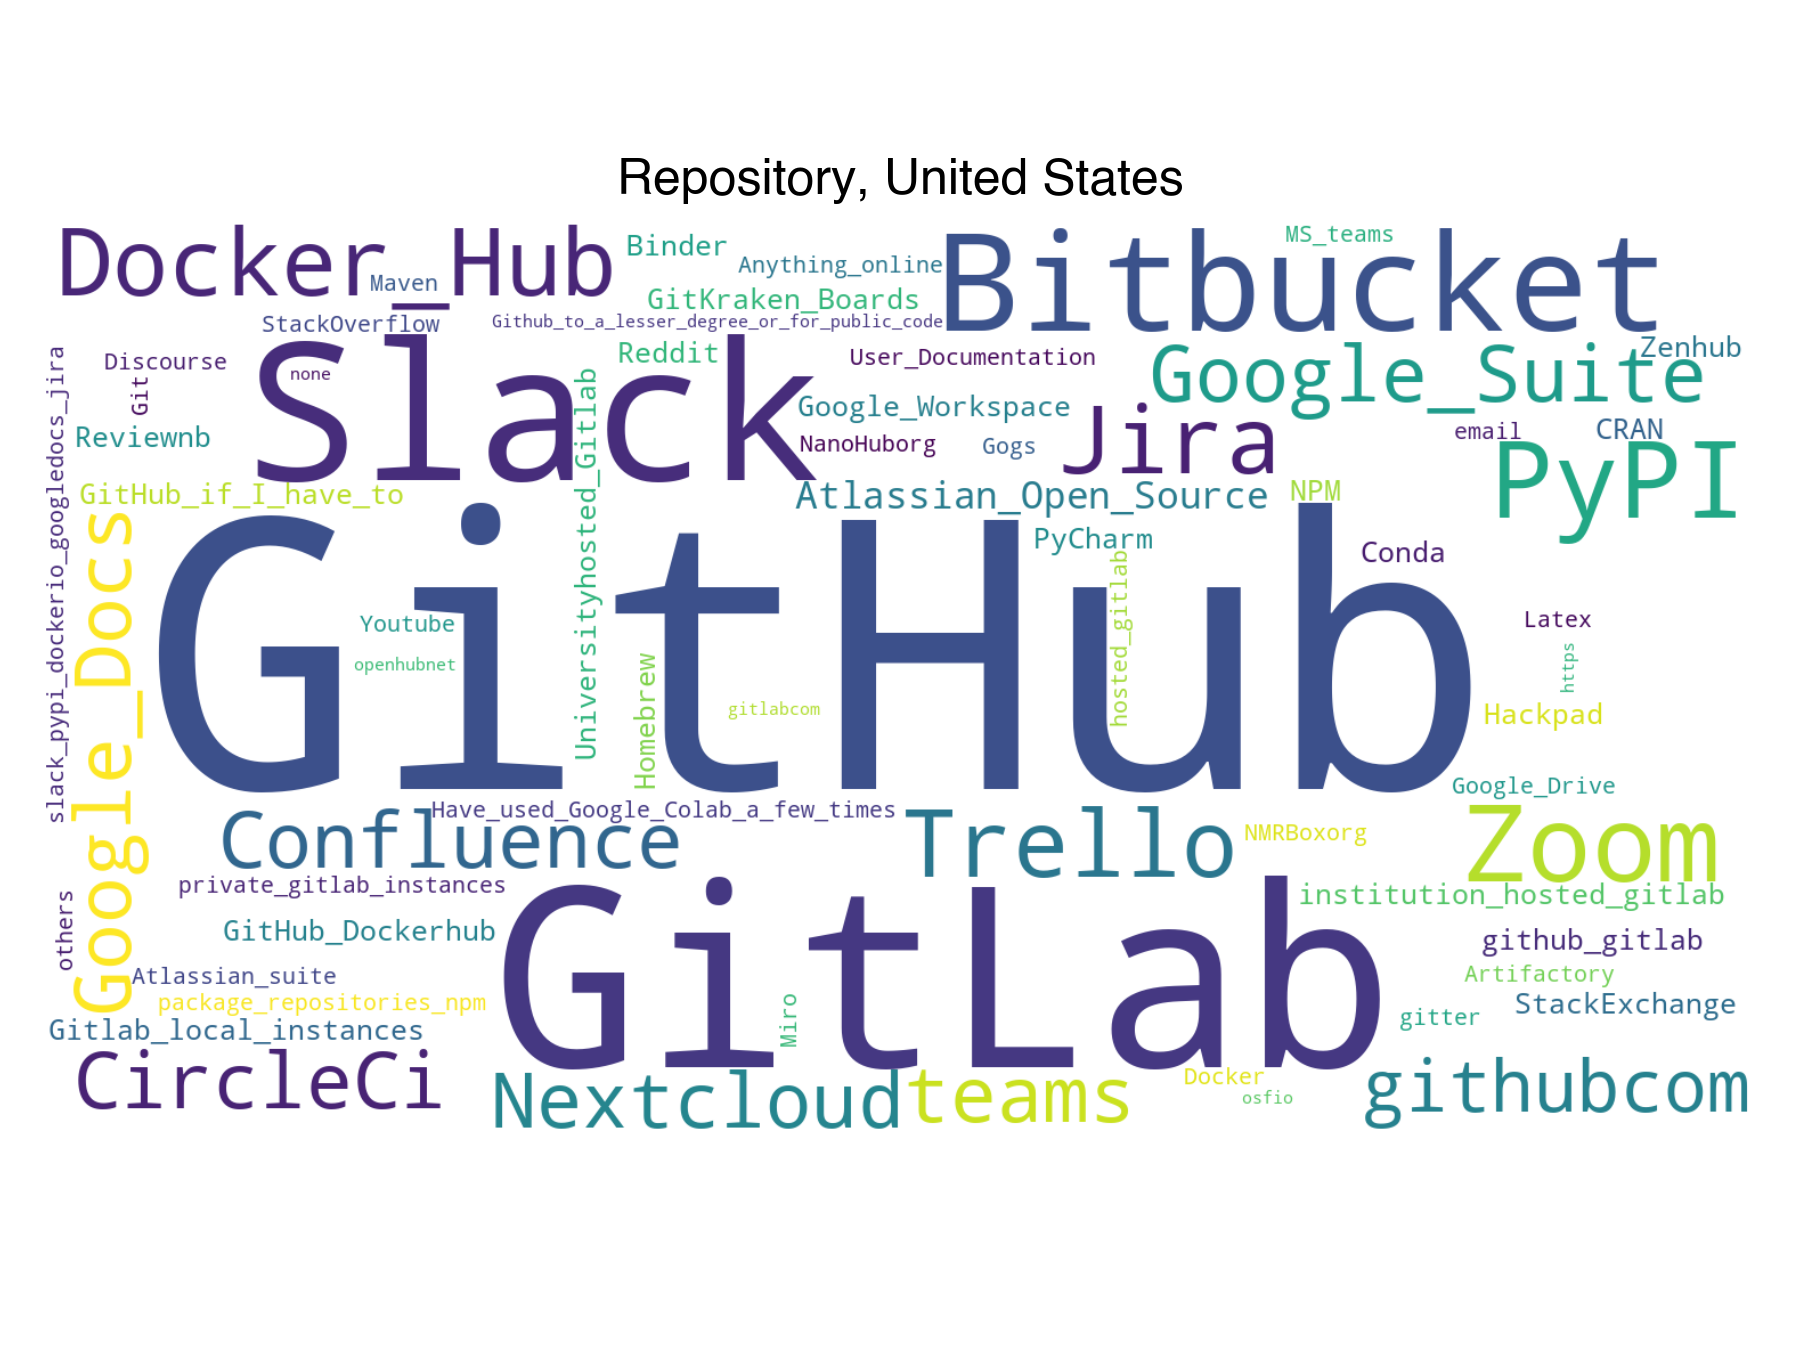 Repository, United States
Docker_Hub
Binder
Bitbucket
MS_teams
Maven
Anything_online
GitKraken_Boards
StackOverflow
Github_to_a_lesser_degree_or_for_public_code
Discourse
none
Slack
Reddit
User_Documentation
Google_Suite
Zenhub
Git
Reviewnb
Google_Workspace
Jira
NanoHuborg
Gogs
email
CRAN
PyPI
slack_pypi_dockerio_googledocs_jira
GitHub_if_I_have_to
Universityhosted_Gitlab
Atlassian_Open_Source
NPM
PyCharm
Conda
Google_Docs
GitHub
Youtube
openhubnet
Homebrew
gitlabcom
hosted_gitlab
Latex
https
Hackpad
Google_Drive
Have_used_Google_Colab_a_few_times
Confluence
Trello
NMRBoxorg
Zoom
private_gitlab_instances
institution_hosted_gitlab
others
GitHub_Dockerhub
GitLab
github_gitlab
Atlassian_suite
Artifactory
package_repositories_npm
StackExchange
Gitlab_local_instances
Miro
gitter
CircleCi
Nextcloud
teams
Docker
osfio
githubcom